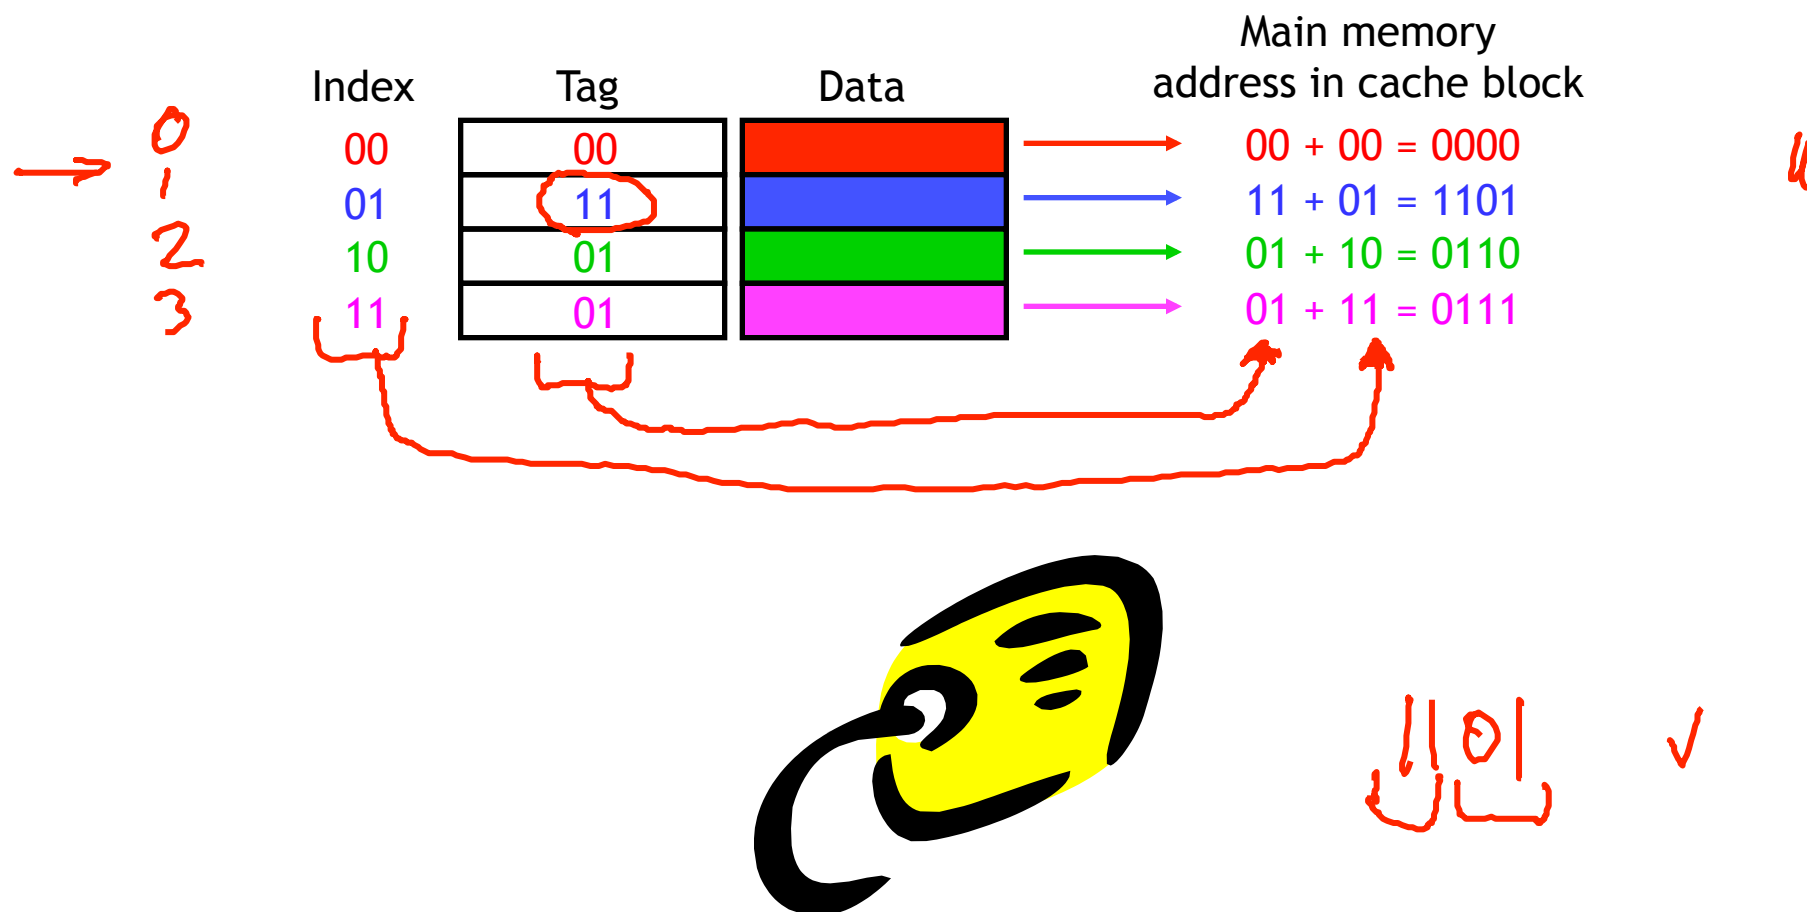 Main memory
address in cache block
Index Tag Data
0 00 00 00 + 00 = 0000
1 01 11 11 + 01 = 1101
2 10 01 01 + 10 = 0110
3 11 01 01 + 11 = 0111
1101 ✓